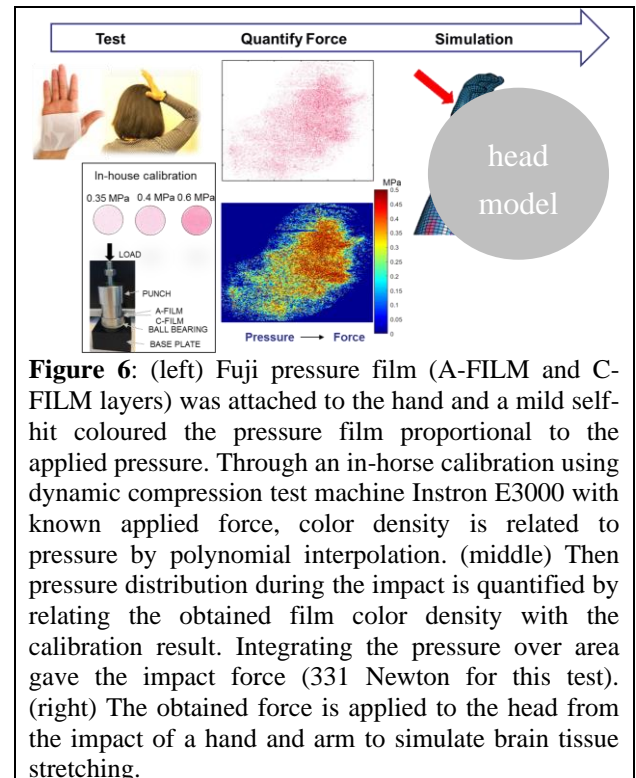 Test Quantify Force Simulation
In-house calibration
0.35 MPa 0.4 MPa 0.6 MPa
LOAD
PUNCH
A-FILM
C-FILM
BALL BEARING
BASE PLATE
MPa
0.5
0.45
0.4
0.35
0.3
0.25
0.2
0.15
0.1
0.05
0
Pressure → Force
head
model
Figure 6: (left) Fuji pressure film (A-FILM and C-
FILM layers) was attached to the hand and a mild self-
hit coloured the pressure film proportional to the
applied pressure. Through an in-horse calibration using
dynamic compression test machine Instron E3000 with
known applied force, color density is related to
pressure by polynomial interpolation. (middle) Then
pressure distribution during the impact is quantified by
relating the obtained film color density with the
calibration result. Integrating the pressure over area
gave the impact force (331 Newton for this test).
(right) The obtained force is applied to the head from
the impact of a hand and arm to simulate brain tissue
stretching.